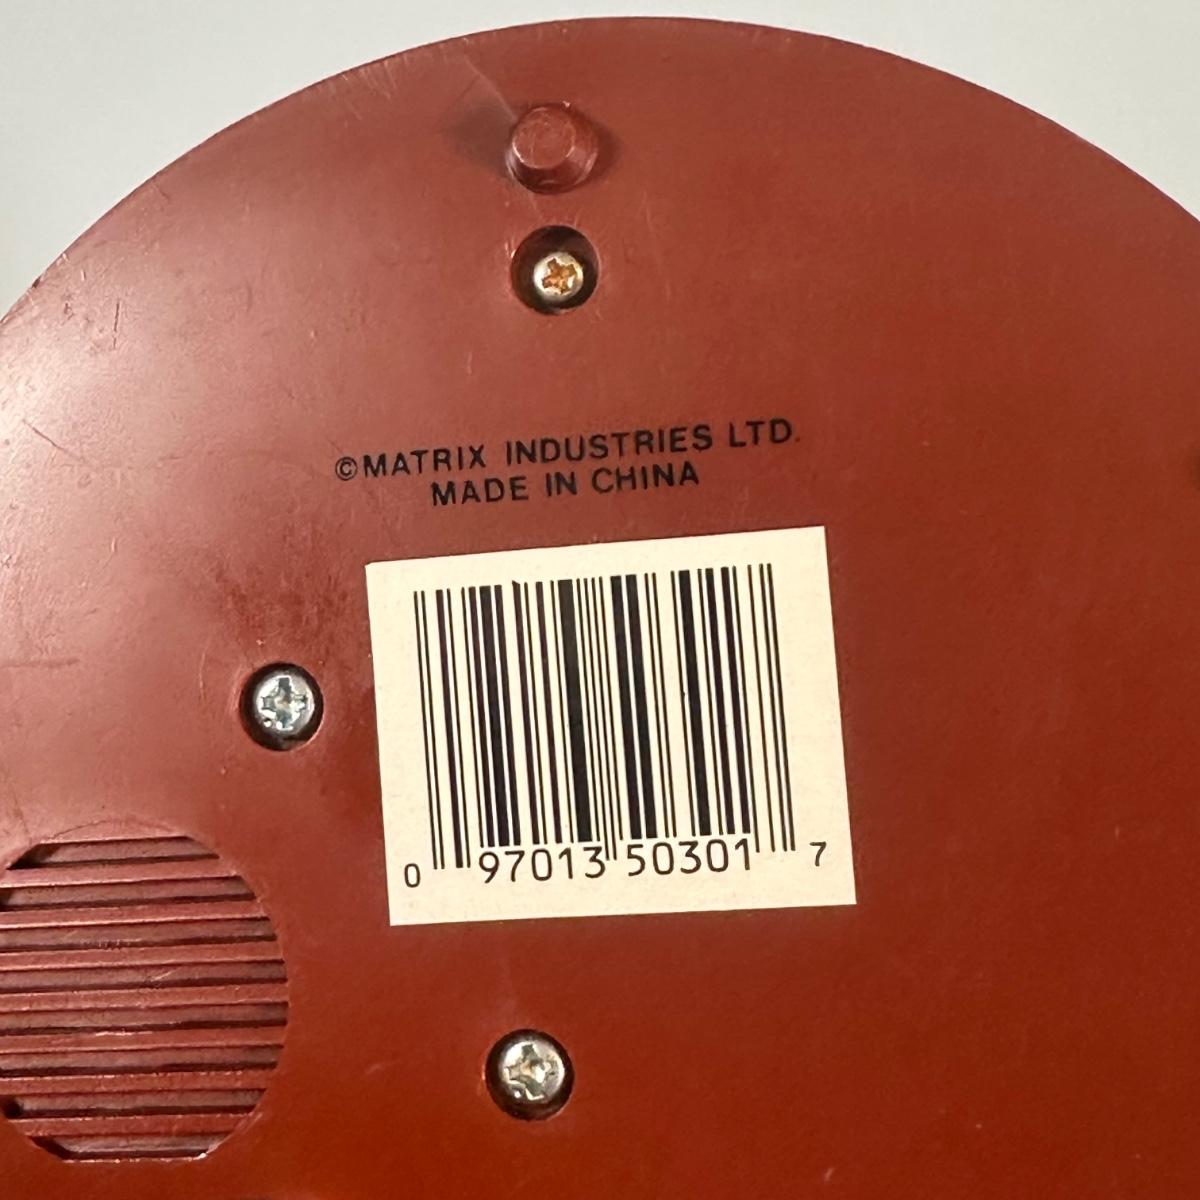 ©MATRIX INDUSTRIES LTD.
MADE IN CHINA
0 97013 50301 7